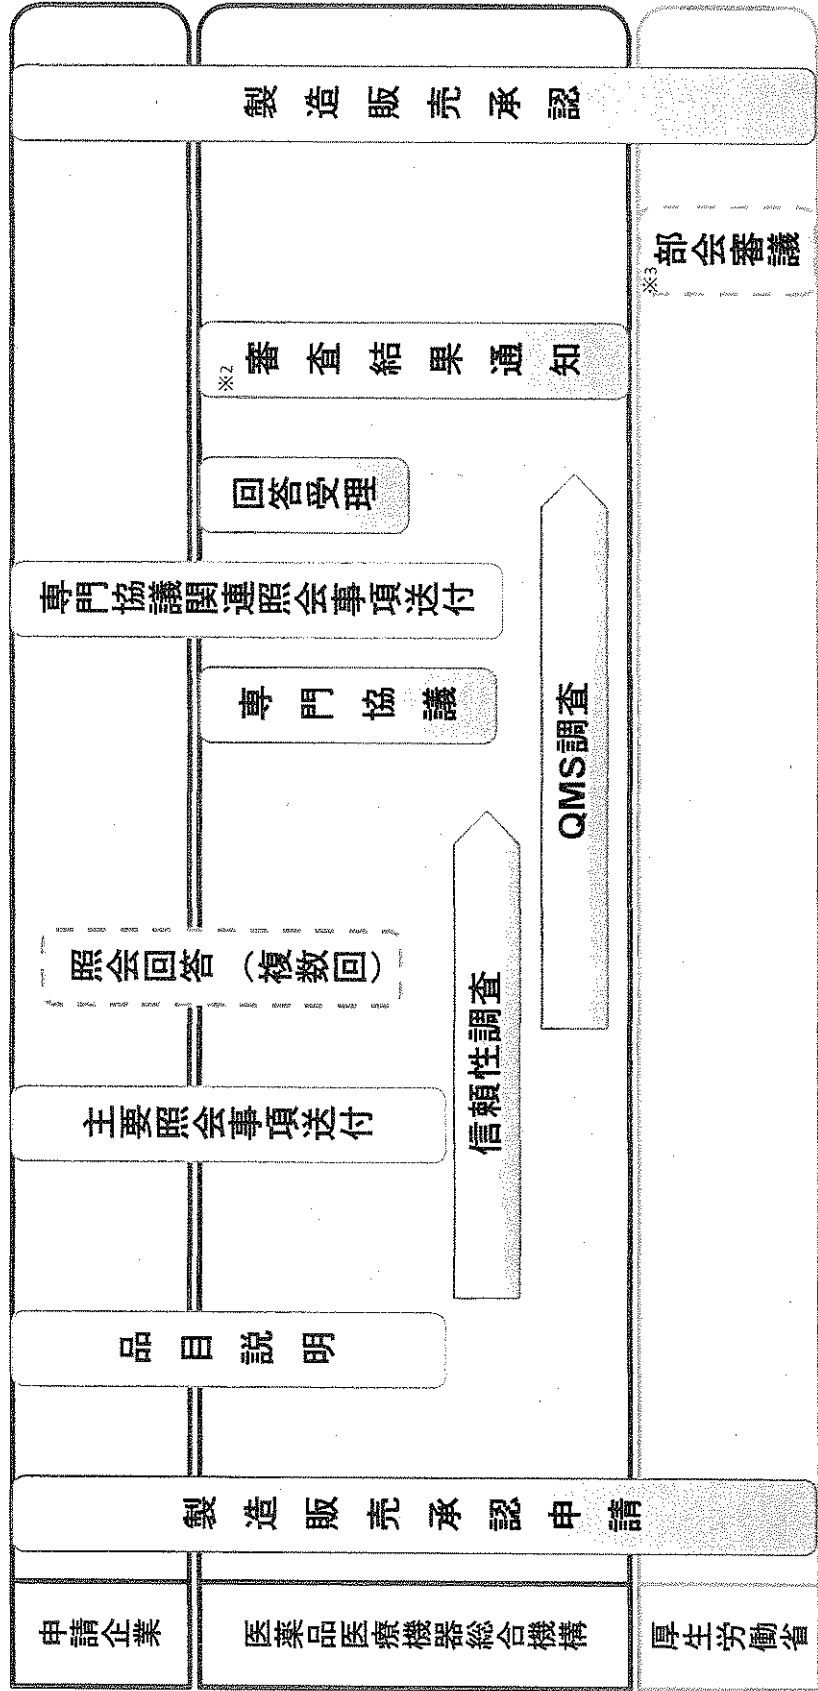 申請企業
医薬品医療機器総合機構
厚生労働省
製造販売承認申請
品目説明
主要照会事項送付
照会回答（複数回）
信頼性調査
QMS調査
専門協議
専門協議関連照会事項送付
回答受理
※2
審査結果通知
※3
部会審議
製造販売承認